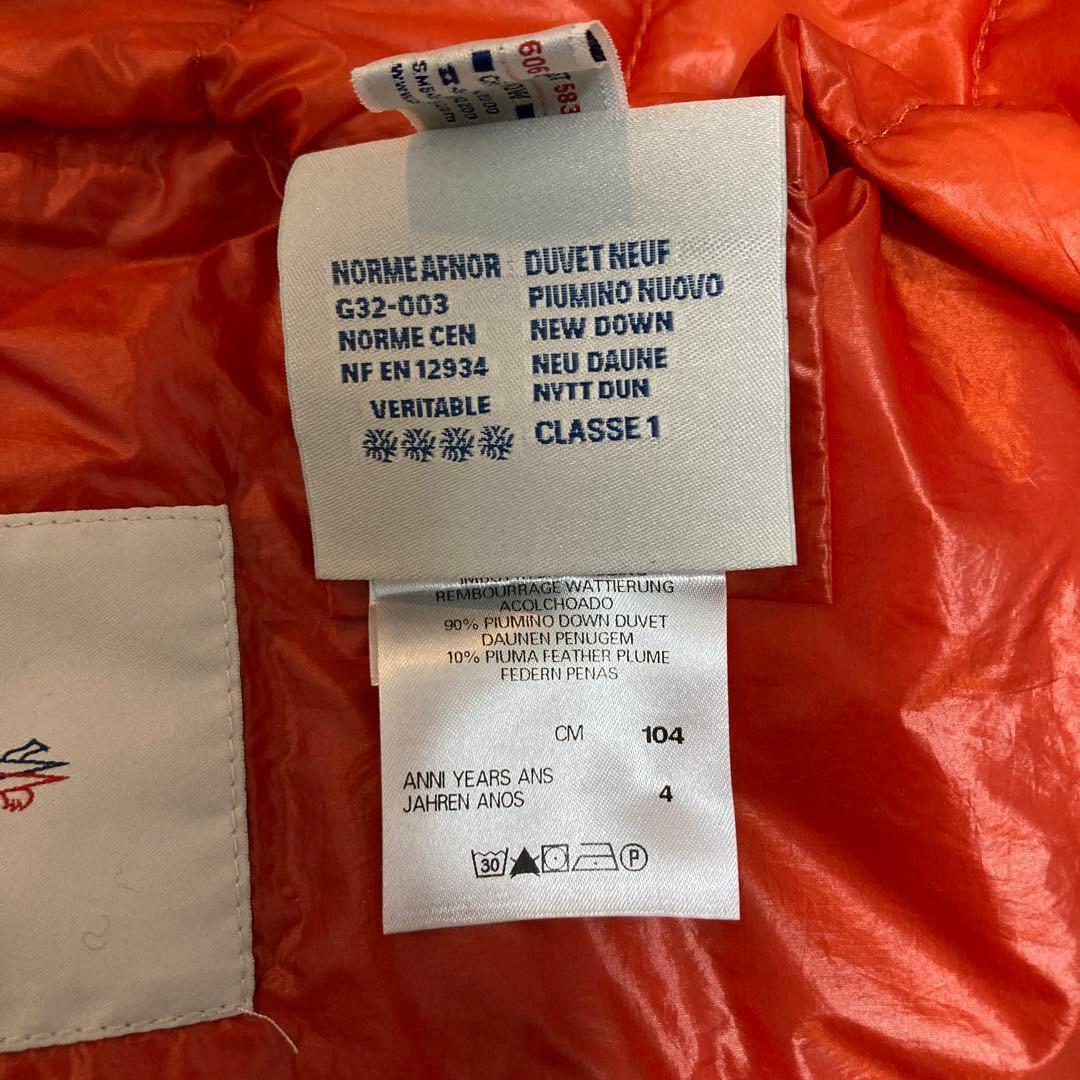 NORME AFNOR
G32-003
NORME CEN
NF EN 12934
VERITABLE
DUVET NEUF
PIUMINO NUOVO
NEW DOWN
NEU DAUNE
NYTT DUN
CLASSE 1
REMBOURRAGE WATTIERUNG
ACOLCHOADO
90% PIUMINO DOWN DUVET
DAUNEN PENUGEM
10% PIUMA FEATHER PLUME
FEDERN PENAS
CM 104
ANNI YEARS ANS
JAHREN ANOS 4
30 P